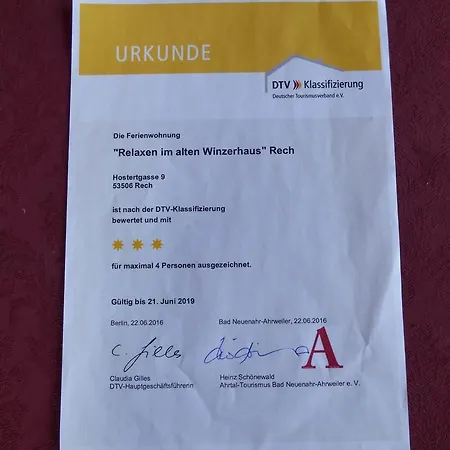 URKUNDE
DTV Klassifizierung
Deutscher Tourismusverband e.V.
Die Ferienwohnung
"Relaxen im alten Winzerhaus" Rech
Hostertgasse 9
53506 Rech
ist nach der DTV-Klassifizierung
bewertet und mit
für maximal 4 Personen ausgezeichnet.
Gültig bis 21. Juni 2019
Berlin, 22.06.2016
Bad Neuenahr-Ahrweiler, 22.06.2016
C. Gilles
A
Claudia Gilles
DTV-Hauptgeschäftsführerin
Heinz Schönewald
Ahrtal-Tourismus Bad Neuenahr-Ahrweiler e. V.